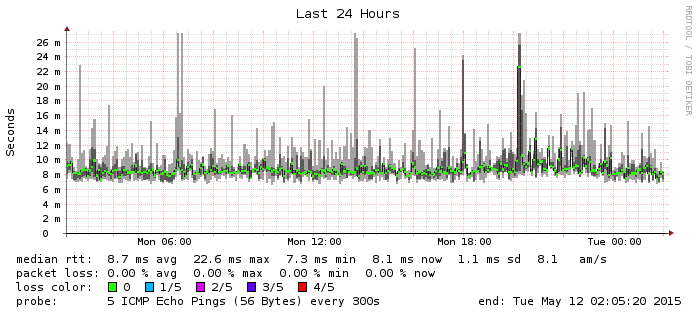 Last 24 Hours
RRDTOOL / TOBI OETIKER
Seconds
26 m
24 m
22 m
20 m
18 m
16 m
14 m
12 m
10 m
8 m
6 m
4 m
2 m
0
Mon 06:00 Mon 12:00 Mon 18:00 Tue 00:00
median rtt: 8.7 ms avg 22.6 ms max 7.3 ms min 8.1 ms now 1.1 ms sd 8.1 am/s
packet loss: 0.00 % avg 0.00 % max 0.00 % min 0.00 % now
loss color: 0 1/5 2/5 3/5 4/5
probe: 5 ICMP Echo Pings (56 Bytes) every 300s end: Tue May 12 02:05:20 2015